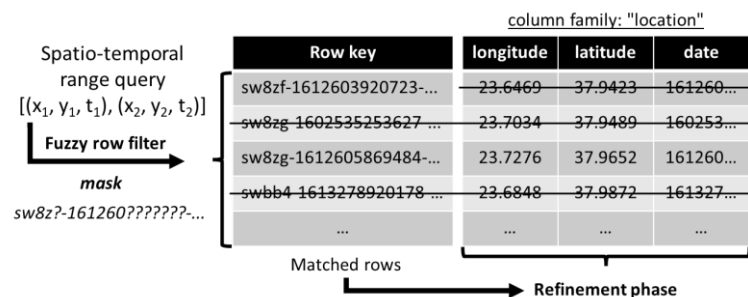 column family: "location"
Spatio-temporal
range query
[(x₁, y₁, t₁), (x₂, y₂, t₂)]
Fuzzy row filter
mask
sw8z?-161260???????-...
Row key longitude latitude date
sw8zf-1612603920723-... 23.6469 37.9423 161260...
sw8zg-1602535253627-... 23.7034 37.9489 160253...
sw8zg-1612605869484-... 23.7276 37.9652 161260...
swbb4-1613278920178-... 23.6848 37.9872 161327...
... ... ... ...
Matched rows
Refinement phase